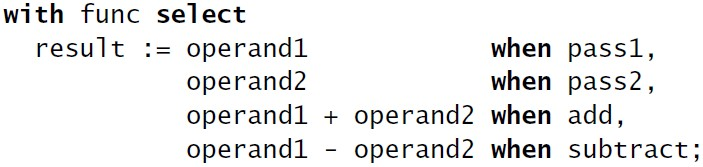 with func select
result := operand1 when pass1,
operand2 when pass2,
operand1 + operand2 when add,
operand1 - operand2 when subtract;